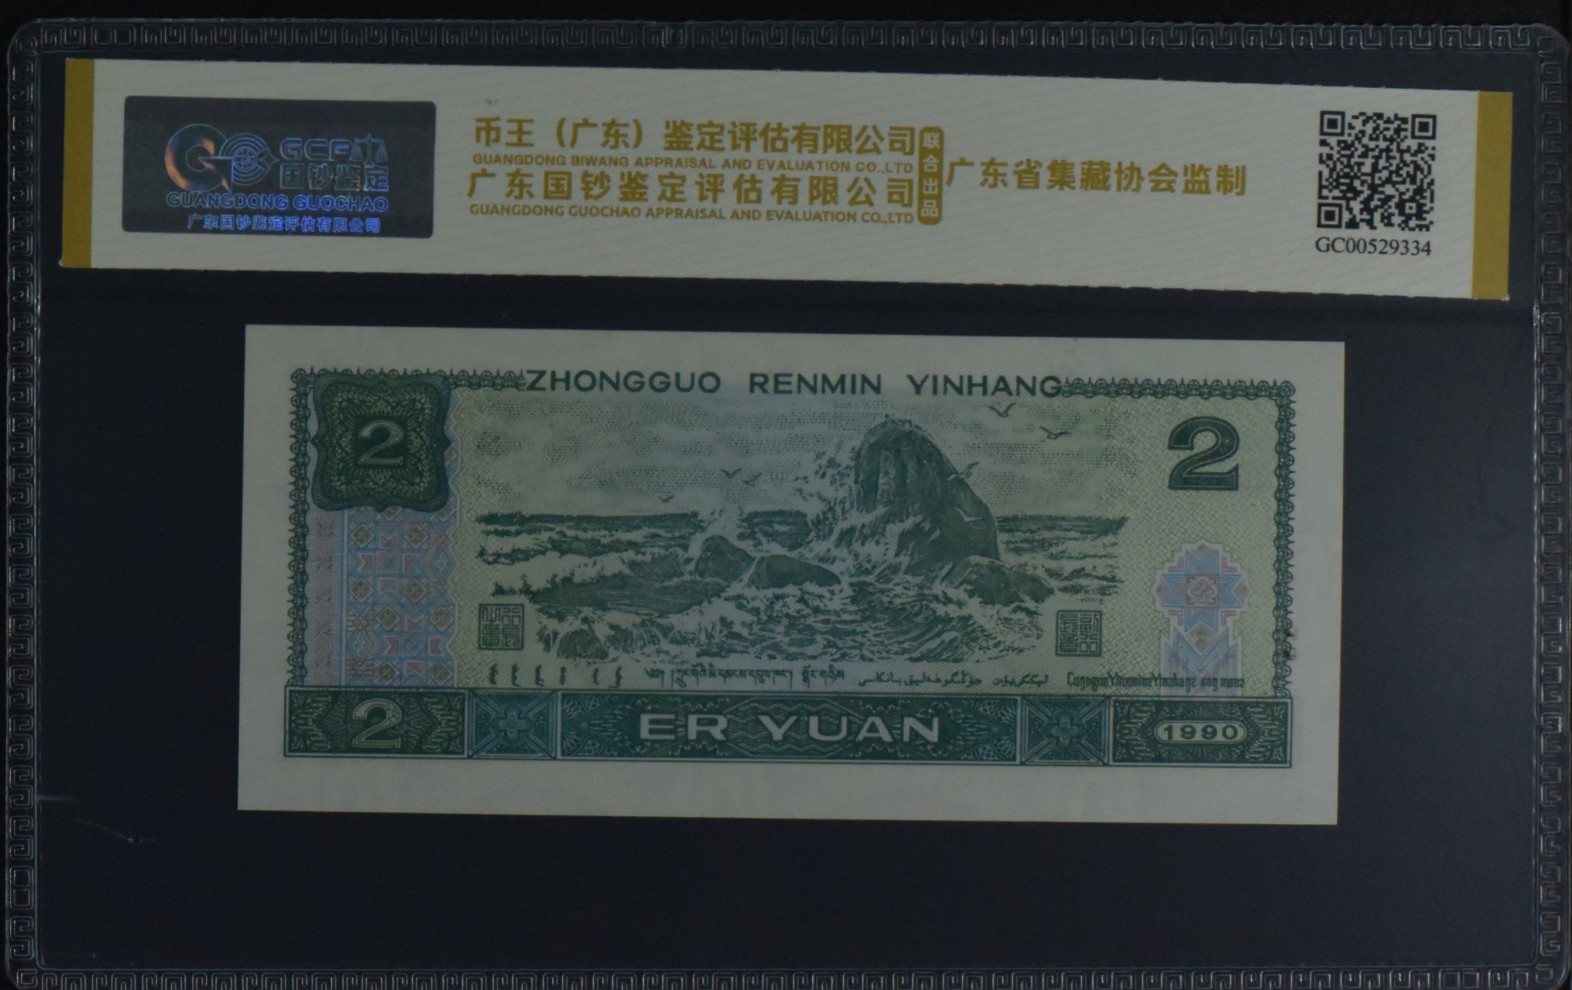 GCP
国钞鉴定
GUANGDONG GUOCHAO
广东国钞鉴定评估有限公司
币王（广东）鉴定评估有限公司
GUANGDONG BIWANG APPRAISAL AND EVALUATION CO.,LTD
广东国钞鉴定评估有限公司
GUANGDONG GUOCHAO APPRAISAL AND EVALUATION CO.,LTD
联合出品
广东省集藏协会监制
GC00529334
ZHONGGUO RENMIN YINHANG
2
2
2
ER YUAN
1990